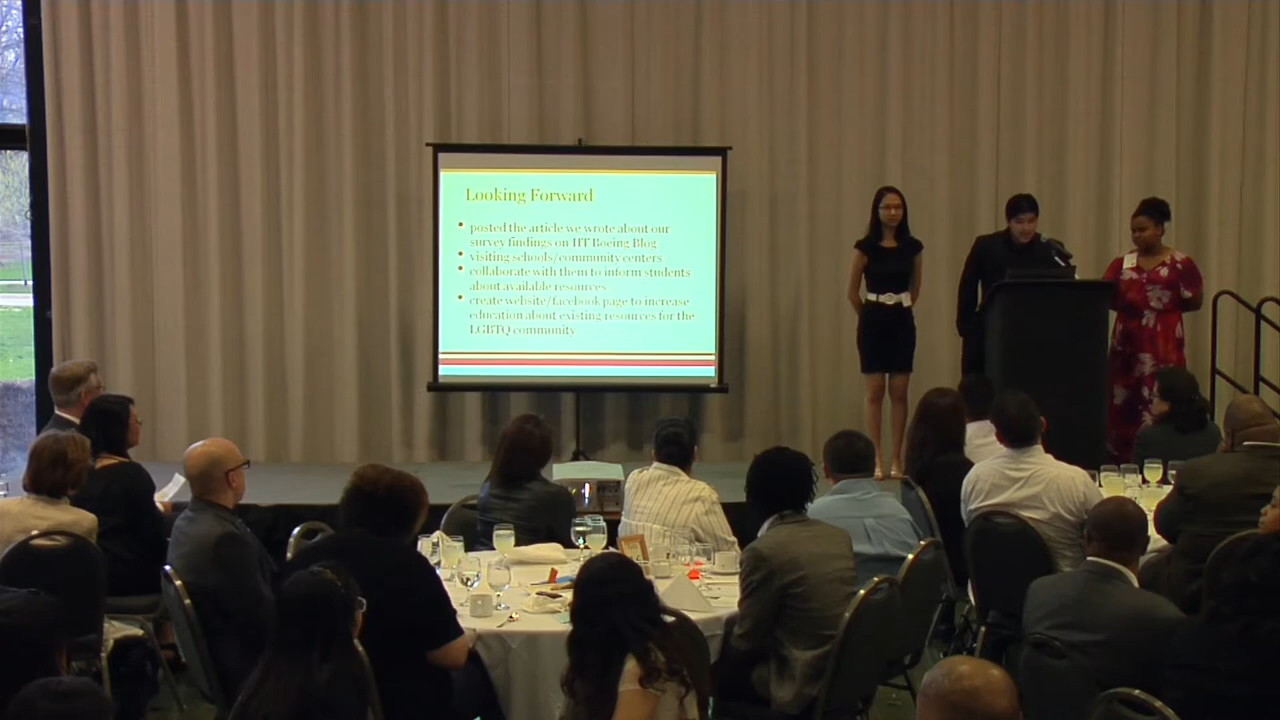 Looking Forward
• posted the article we wrote about our
survey findings on IIT Boeing Blog
• visiting schools/community centers
• collaborate with them to inform students
about available resources
• create website/facebook page to increase
education about existing resources for the
LGBTQ community